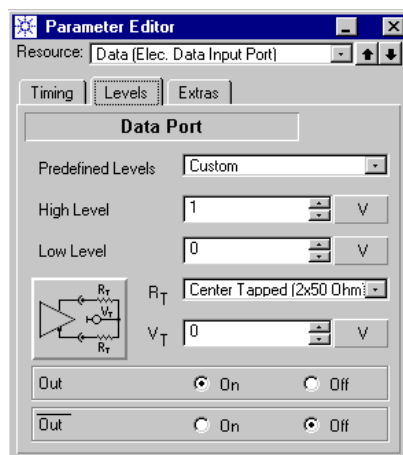 Parameter Editor
Resource: Data (Elec. Data Input Port)
Timing Levels Extras
Data Port
Predefined Levels Custom
High Level 1 V
Low Level 0 V
RT VT RT
RT Center Tapped (2x50 Ohm)
VT 0 V
Out On Off
Out On Off